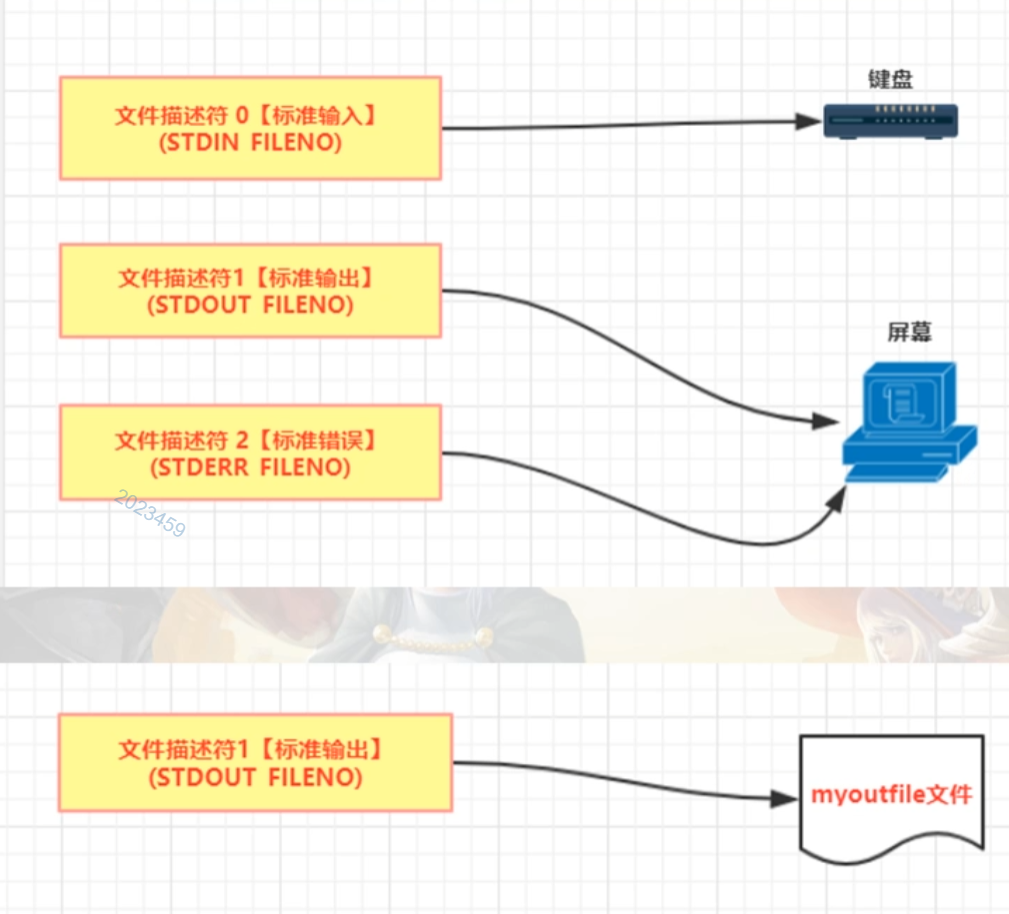 键盘
文件描述符 0【标准输入】
(STDIN FILENO)
文件描述符1【标准输出】
(STDOUT FILENO)
屏幕
文件描述符 2【标准错误】
(STDERR FILENO)
2023459
文件描述符1【标准输出】
(STDOUT FILENO)
myoutfile文件